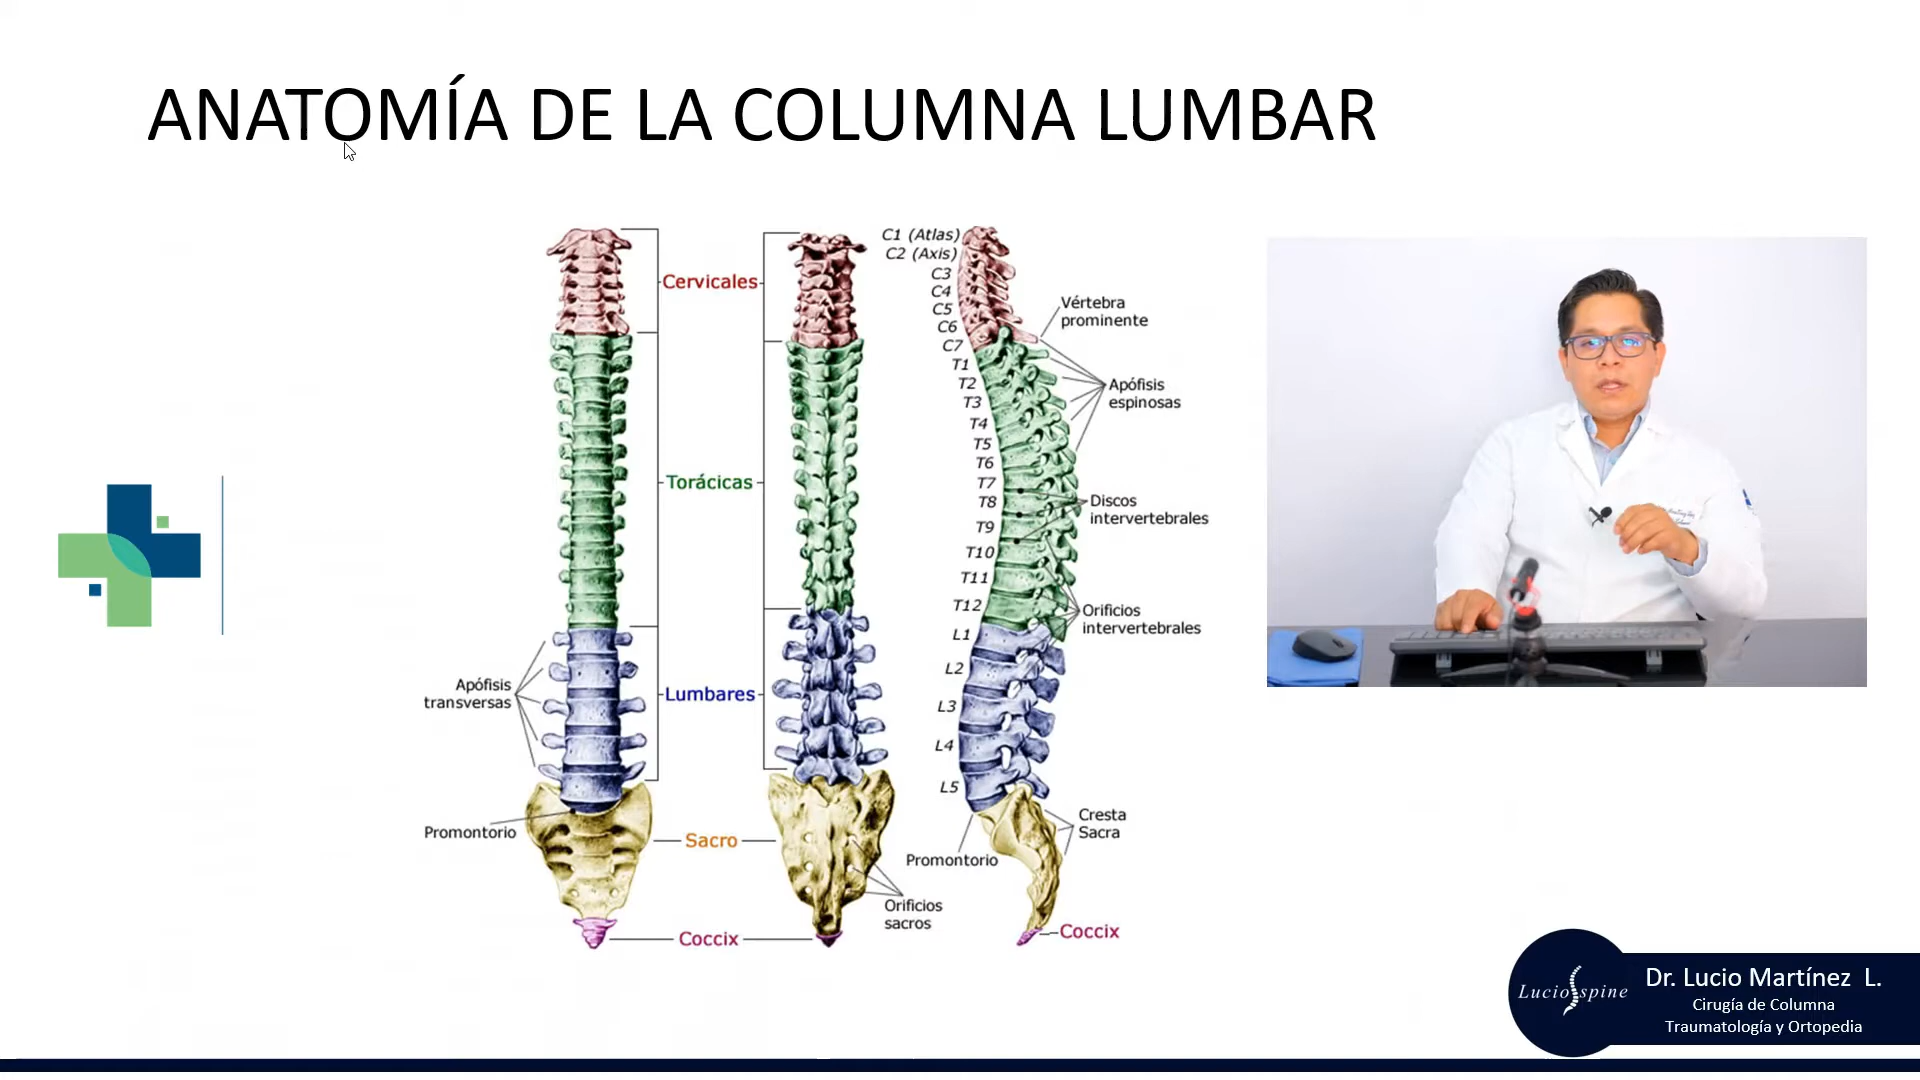 ANATOMÍA DE LA COLUMNA LUMBAR
Cervicales
Torácicas
Lumbares
Sacro
Coccix
Apófisis
transversas
Promontorio
Orificios
sacros
C1 (Atlas)
C2 (Axis)
C3
C4
C5
C6
C7
T1
T2
T3
T4
T5
T6
T7
T8
T9
T10
T11
T12
L1
L2
L3
L4
L5
Vértebra
prominente
Apófisis
espinosas
Discos
intervertebrales
Orificios
intervertebrales
Cresta
Sacra
Promontorio
Coccix
Lucio spine
Dr. Lucio Martínez L.
Cirugía de Columna
Traumatología y Ortopedia